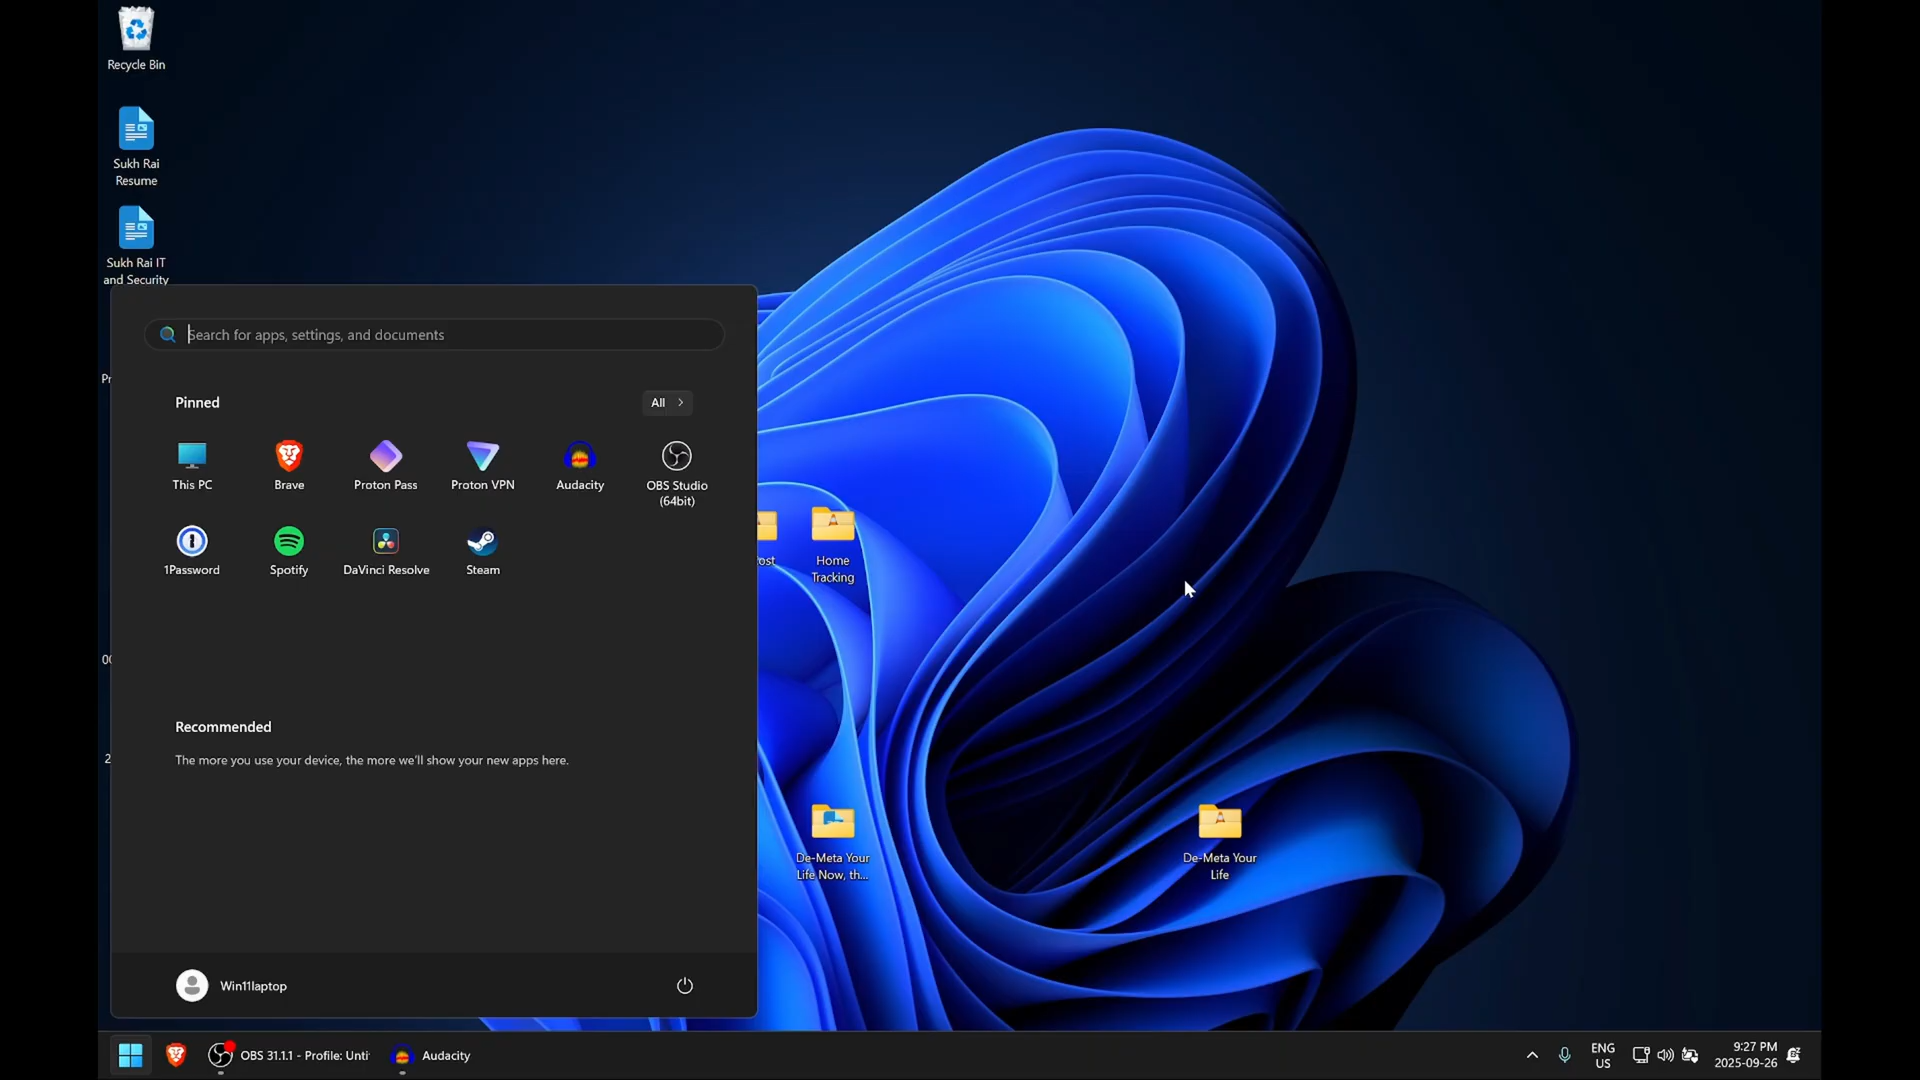 Recycle Bin
Sukh Rai
Resume
Sukh Rai IT
and Security
Search for apps, settings, and documents
Pinned
All
This PC
Brave
Proton Pass
Proton VPN
Audacity
OBS Studio
(64bit)
1Password
Spotify
DaVinci Resolve
Steam
Home
Tracking
Recommended
The more you use your device, the more we'll show your new apps here.
De-Meta Your
Life Now, th...
De-Meta Your
Life
Win11laptop
OBS 31.1.1 - Profile: Unti
Audacity
ENG
US
9:27 PM
2025-09-26